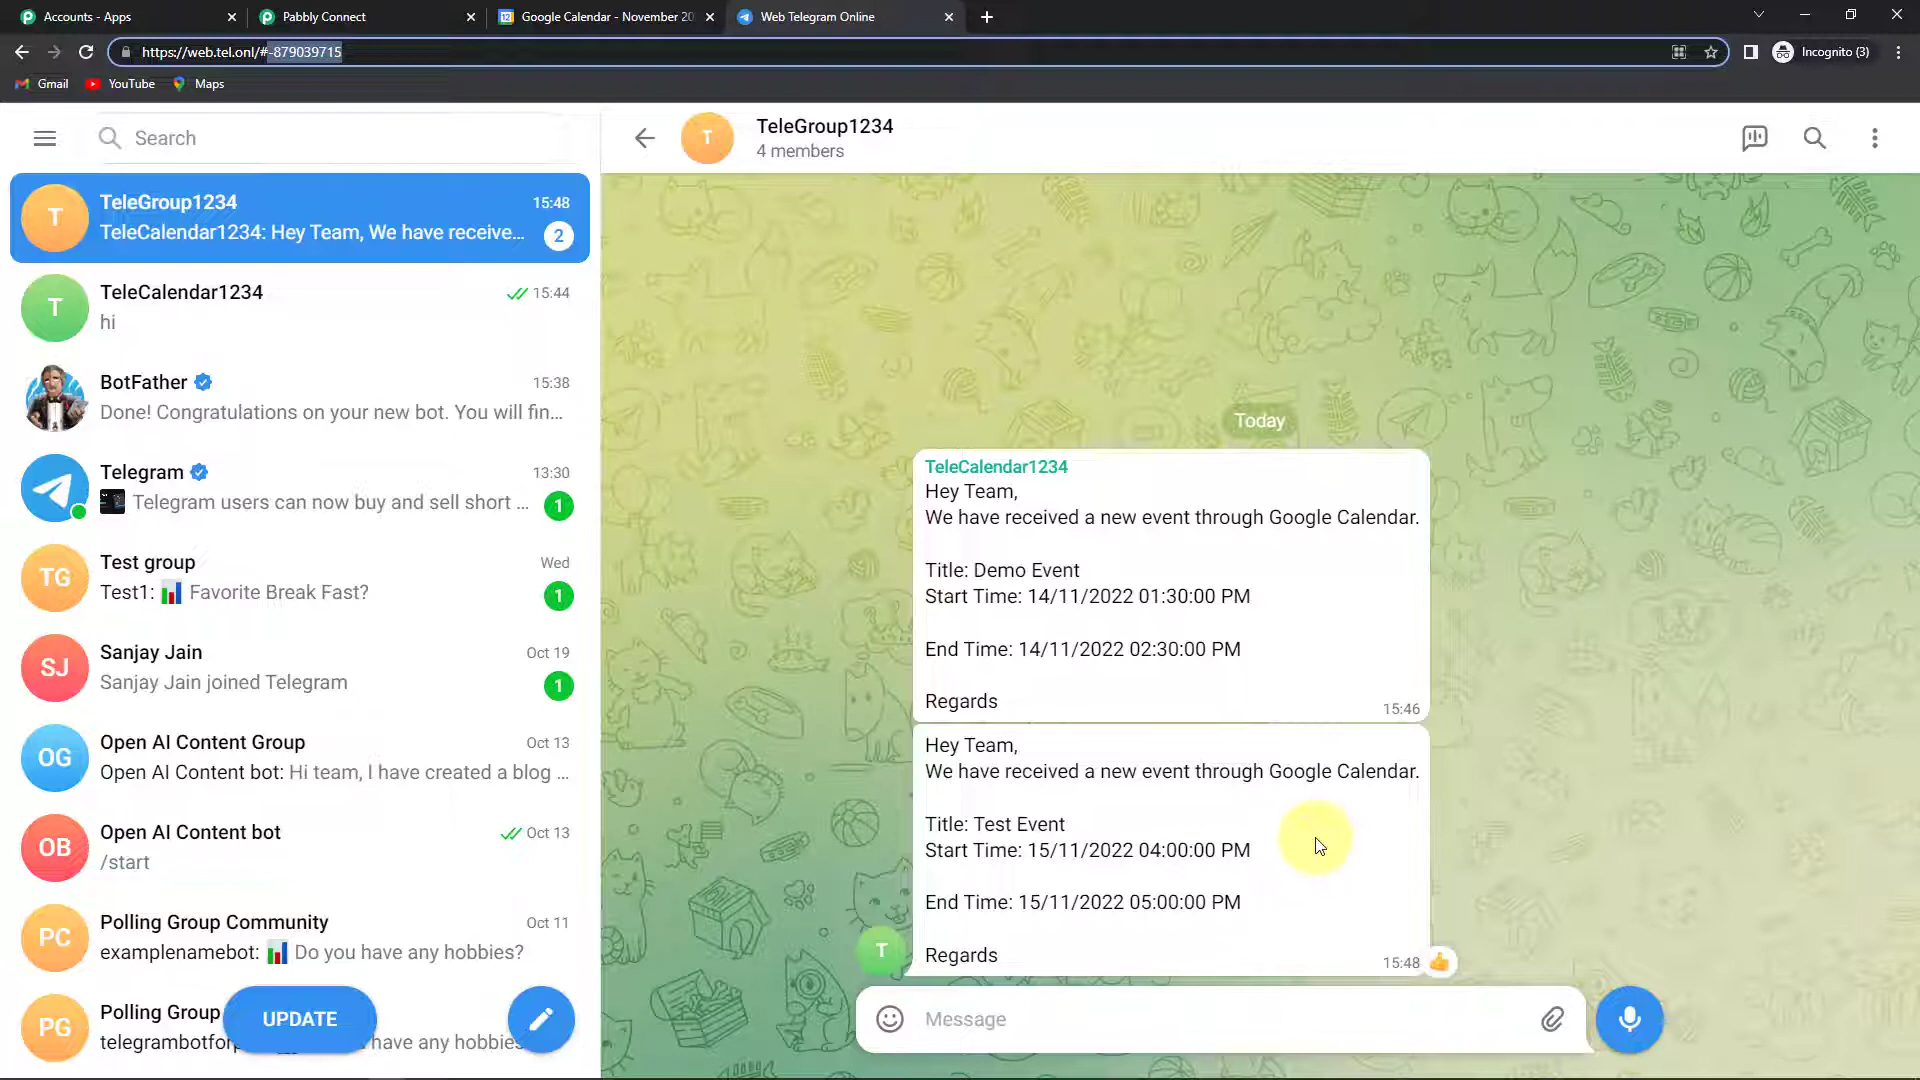 Accounts - Apps
Pabbly Connect
Google Calendar - November 20
Web Telegram Online
https://web.tel.onl/#-879039715
Incognito (3)
Gmail
YouTube
Maps
Search
TeleGroup1234
15:48
TeleCalendar1234: Hey Team, We have receive...
2
TeleCalendar1234
15:44
hi
BotFather
15:38
Done! Congratulations on your new bot. You will fin...
Telegram
13:30
Telegram users can now buy and sell short ...
1
TG
Test group
Wed
Test1: Favorite Break Fast?
1
SJ
Sanjay Jain
Oct 19
Sanjay Jain joined Telegram
1
OG
Open AI Content Group
Oct 13
Open AI Content bot: Hi team, I have created a blog ...
OB
Open AI Content bot
Oct 13
/start
PC
Polling Group Community
Oct 11
examplenamebot: Do you have any hobbies?
PG
Polling Group
UPDATE
have any hobbies
T
T
T
TeleGroup1234
4 members
Today
TeleCalendar1234
Hey Team,
We have received a new event through Google Calendar.
Title: Demo Event
Start Time: 14/11/2022 01:30:00 PM
End Time: 14/11/2022 02:30:00 PM
Regards
15:46
Hey Team,
We have received a new event through Google Calendar.
Title: Test Event
Start Time: 15/11/2022 04:00:00 PM
End Time: 15/11/2022 05:00:00 PM
Regards
15:48
T
Message